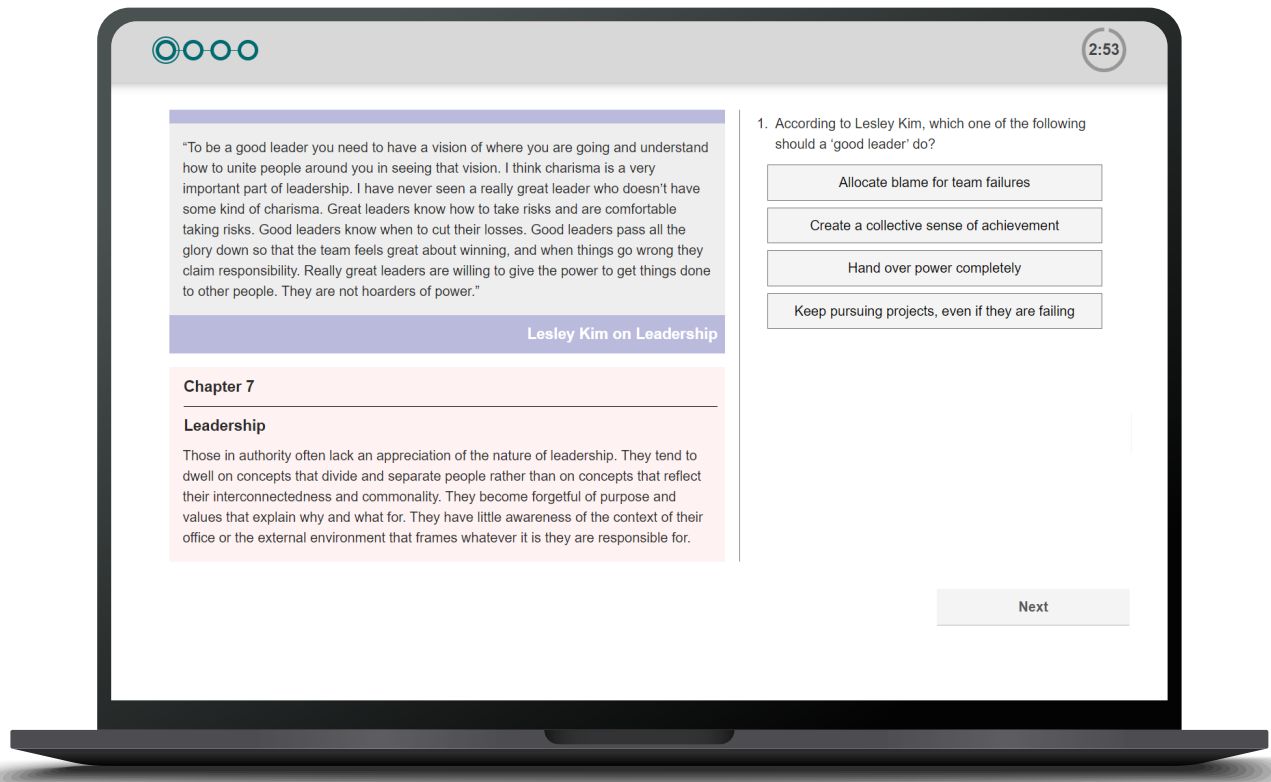 2:53
“To be a good leader you need to have a vision of where you are going and understand
how to unite people around you in seeing that vision. I think charisma is a very
important part of leadership. I have never seen a really great leader who doesn’t have
some kind of charisma. Great leaders know how to take risks and are comfortable
taking risks. Good leaders know when to cut their losses. Good leaders pass all the
glory down so that the team feels great about winning, and when things go wrong they
claim responsibility. Really great leaders are willing to give the power to get things done
to other people. They are not hoarders of power.”
Lesley Kim on Leadership
Chapter 7
Leadership
Those in authority often lack an appreciation of the nature of leadership. They tend to
dwell on concepts that divide and separate people rather than on concepts that reflect
their interconnectedness and commonality. They become forgetful of purpose and
values that explain why and what for. They have little awareness of the context of their
office or the external environment that frames whatever it is they are responsible for.
1. According to Lesley Kim, which one of the following
should a ‘good leader’ do?
Allocate blame for team failures
Create a collective sense of achievement
Hand over power completely
Keep pursuing projects, even if they are failing
Next